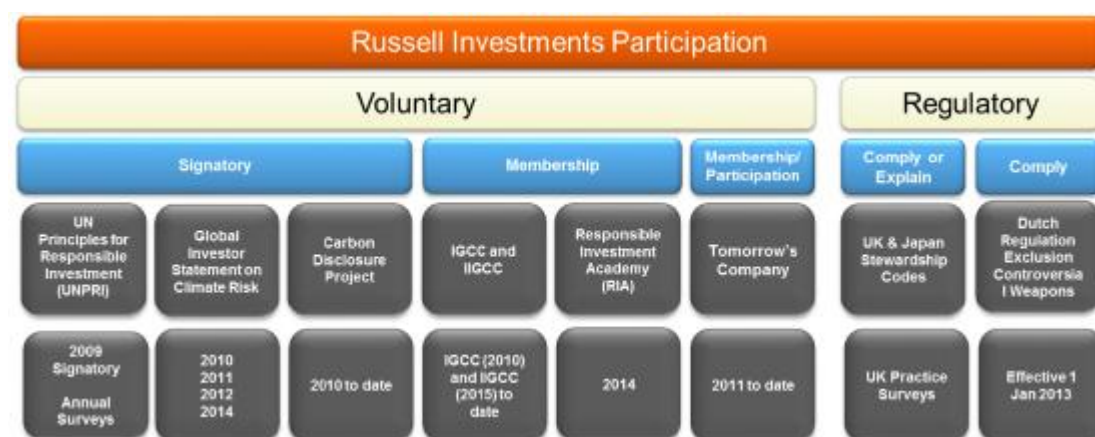 Russell Investments Participation
Voluntary
Regulatory
Signatory
Membership
Membership/
Participation
Comply or
Explain
Comply
UN
Principles for
Responsible
Investment
(UNPRI)
Global
Investor
Statement on
Climate Risk
Carbon
Disclosure
Project
IGCC and
IIGCC
Responsible
Investment
Academy
(RIA)
Tomorrow's
Company
UK & Japan
Stewardship
Codes
Dutch
Regulation
Exclusion
Controversia
l Weapons
2009
Signatory
Annual
Surveys
2010
2011
2012
2014
2010 to date
IGCC (2010)
and IIGCC
(2015) to
date
2014
2011 to date
UK Practice
Surveys
Effective 1
Jan 2013